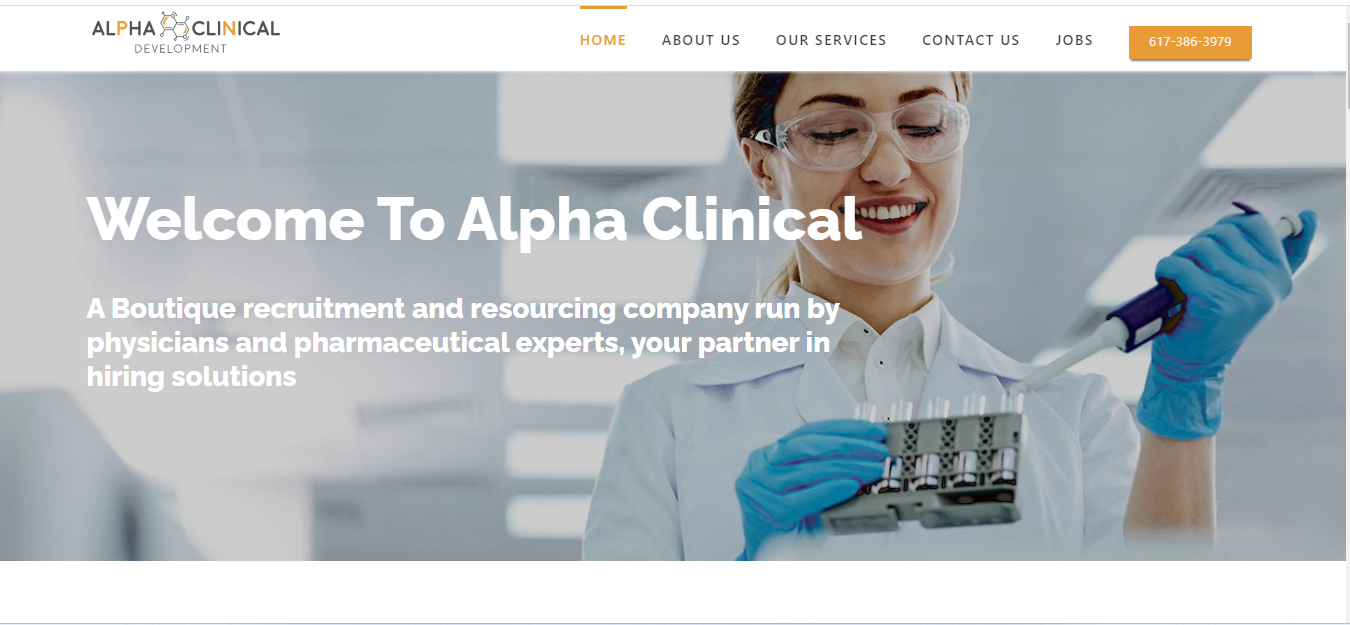 ALPHA CLINICAL
DEVELOPMENT
HOME ABOUT US OUR SERVICES CONTACT US JOBS 617-386-3979
Welcome To Alpha Clinical
A Boutique recruitment and resourcing company run by
physicians and pharmaceutical experts, your partner in
hiring solutions